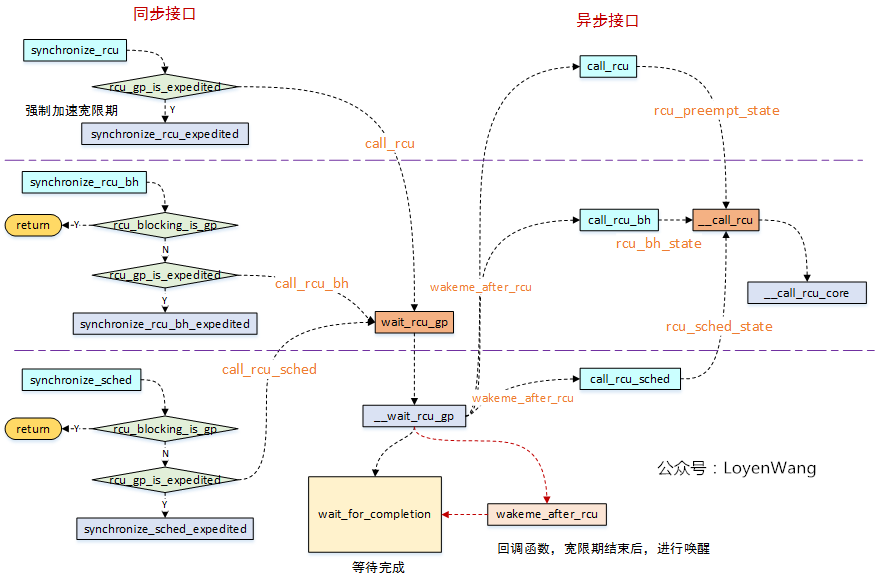 同步接口
异步接口
synchronize_rcu
call_rcu
rcu_gp_is_expedited
强制加速宽限期
Y
rcu_preempt_state
synchronize_rcu_expedited
call_rcu
synchronize_rcu_bh
return
Y
rcu_blocking_is_gp
call_rcu_bh
__call_rcu
rcu_bh_state
N
rcu_gp_is_expedited
call_rcu_bh
wakeme_after_rcu
__call_rcu_core
Y
synchronize_rcu_bh_expedited
wait_rcu_gp
rcu_sched_state
synchronize_sched
call_rcu_sched
call_rcu_sched
wakeme_after_rcu
return
Y
rcu_blocking_is_gp
__wait_rcu_gp
N
rcu_gp_is_expedited
公众号：LoyenWang
Y
synchronize_sched_expedited
wait_for_completion
wakeme_after_rcu
等待完成
回调函数，宽限期结束后，进行唤醒